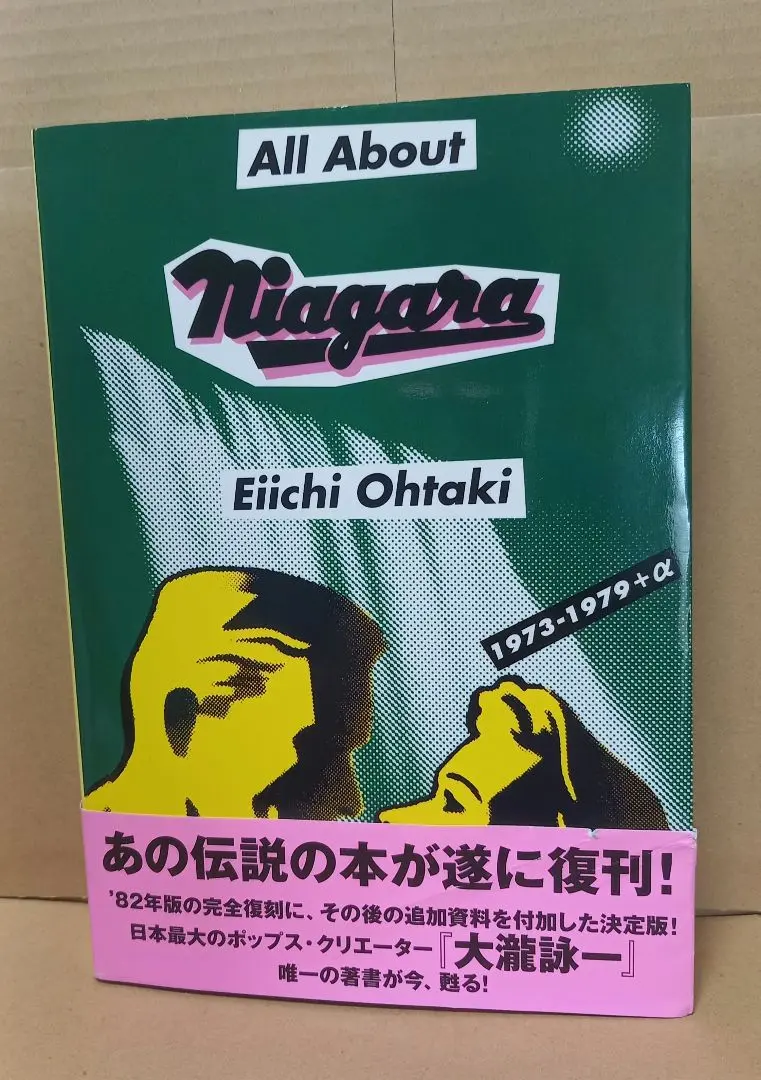 All About
Niagara
Eiichi Ohtaki
1973-1979+α
あの伝説の本が遂に復刊!
'82年版の完全復刻に、その後の追加資料を付加した決定版!
日本最大のポップス・クリエーター『大瀧詠一』
唯一の著書が今、甦る!